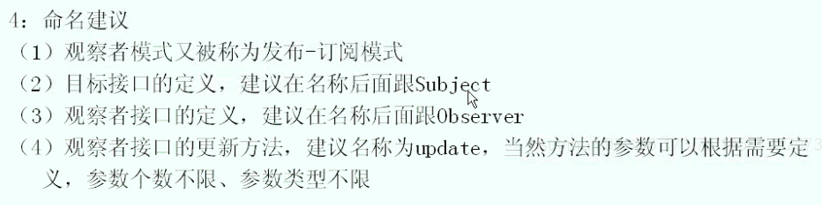 4：命名建议
（1）观察者模式又被称为发布-订阅模式
（2）目标接口的定义，建议在名称后面跟Subject
（3）观察者接口的定义，建议在名称后面跟Observer
（4）观察者接口的更新方法，建议名称为update，当然方法的参数可以根据需要定
义，参数个数不限、参数类型不限